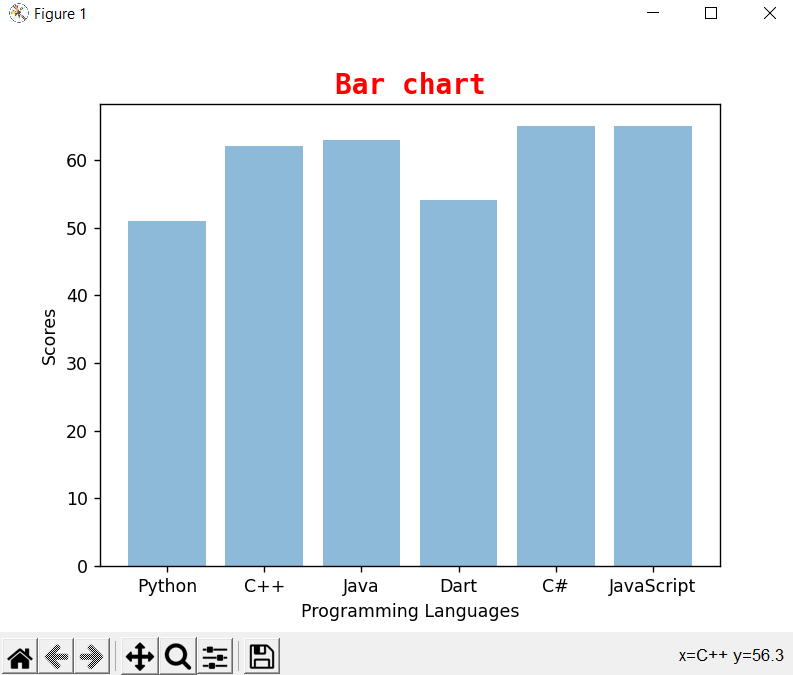 Figure 1
Bar chart
60
50
40
30
20
10
0
Scores
Python C++ Java Dart C# JavaScript
Programming Languages
x=C++ y=56.3